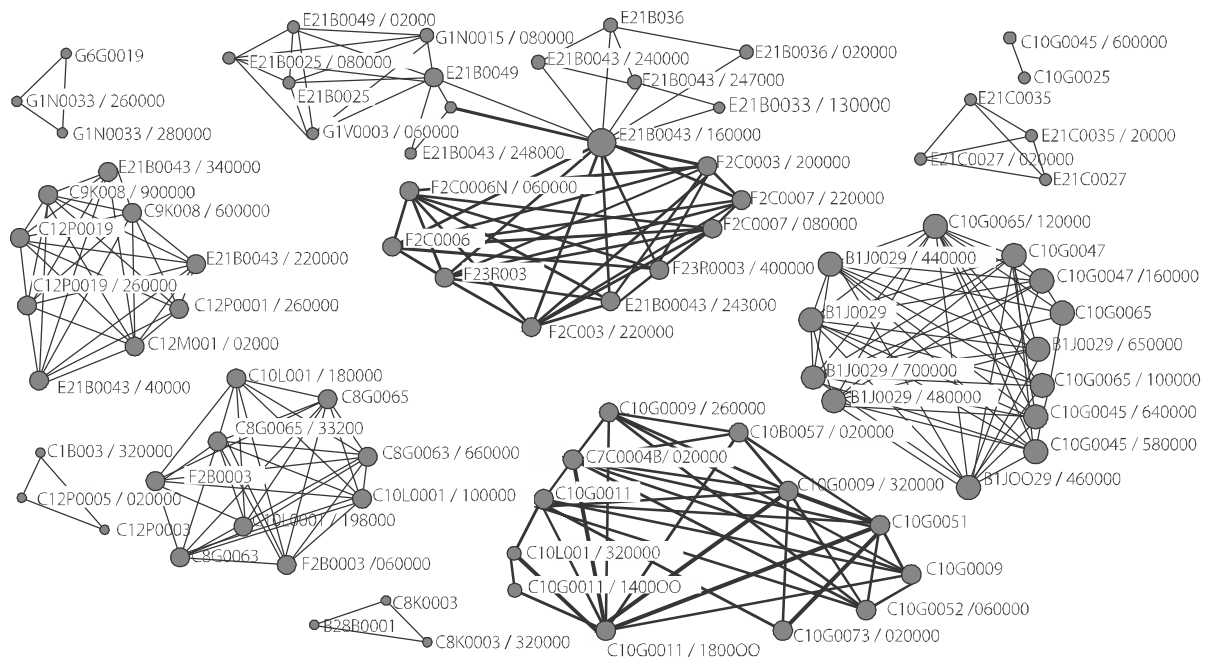 G6G0019
G1N0033 / 260000
G1N0033 / 280000
E21B0049 / 02000
G1N0015 / 080000
E21B0025 / 080000
E21B0049
E21B0025
G1V0003 / 060000
E21B0043 / 248000
E21B036
E21B0036 / 020000
E21B0043 / 240000
E21B0043 / 247000
E21B0033 / 130000
E21B0043 / 160000
C10G0045 / 600000
C10G0025
E21C0035
E21C0035 / 20000
E21C0027 / 020000
E21C0027
E21B0043 / 340000
C9K008 / 900000
C9K008 / 600000
C12P0019
E21B0043 / 220000
C12P0019 / 260000
C12P0001 / 260000
C12M001 / 02000
E21B0043 / 40000
F2C0003 / 200000
F2C0006N / 060000
F2C0007 / 220000
F2C0007 / 080000
F2C0006
F23R003
F23R0003 / 400000
E21B00043 / 243000
F2C003 / 220000
C10G0065/ 120000
B1J0029 / 440000
C10G0047
C10G0047 /160000
B1J0029
C10G0065
B1J0029 / 650000
B1J0029 / 700000
C10G0065 / 100000
B1J0029 / 480000
C10G0045 / 640000
C10G0045 / 580000
B1JOO29 / 460000
C10L001 / 180000
C8G0065
C8G0065 / 33200
C8G0063 / 660000
F2B0003
C10L0001 / 100000
C10L0001 / 198000
C8G0063
F2B0003 /060000
C1B003 / 320000
C12P0005 / 020000
C12P0003
C8K0003
B28B0001
C8K0003 / 320000
C10G0009 / 260000
C10B0057 / 020000
C7C0004B/ 020000
C10G0009 / 320000
C10G0011
C10G0051
C10L001 / 320000
C10G0009
C10G0011 / 1400OO
C10G0052 /060000
C10G0073 / 020000
C10G0011 / 1800OO